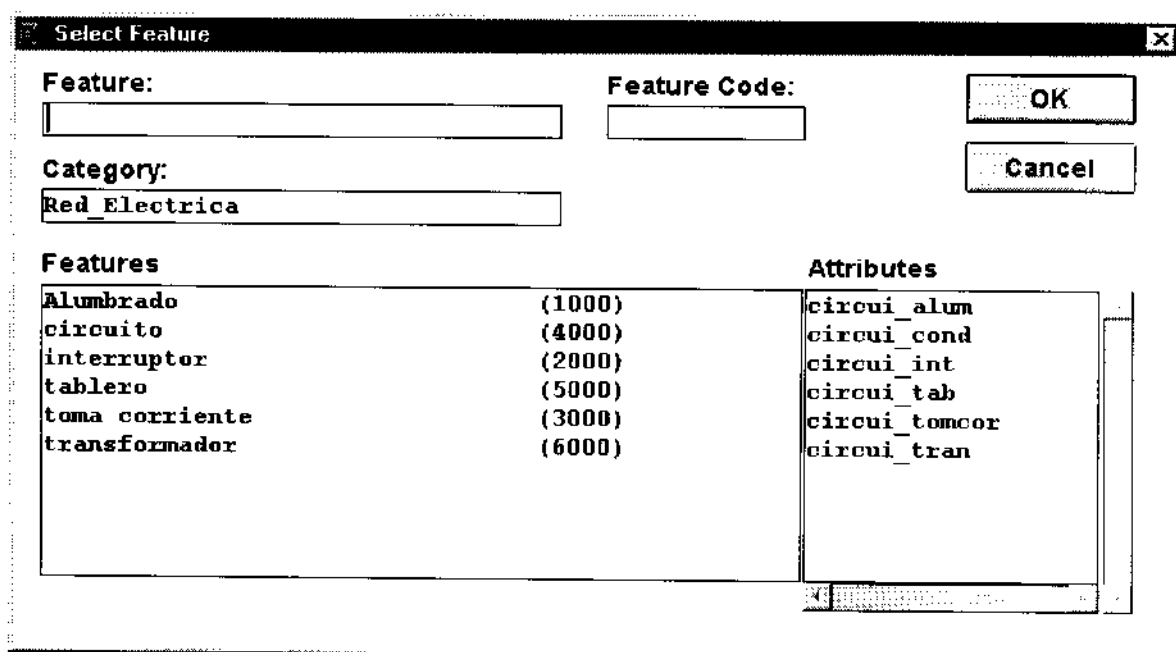 Select Feature
Feature:
Feature Code:
OK
Cancel
Category:
Red_Electrica
Features
Attributes
Alumbrado (1000)
circuito (4000)
interruptor (2000)
tablero (5000)
toma corriente (3000)
transformador (6000)
circui_alum
circui_cond
circui_int
circui_tab
circui_tomcor
circui_tran